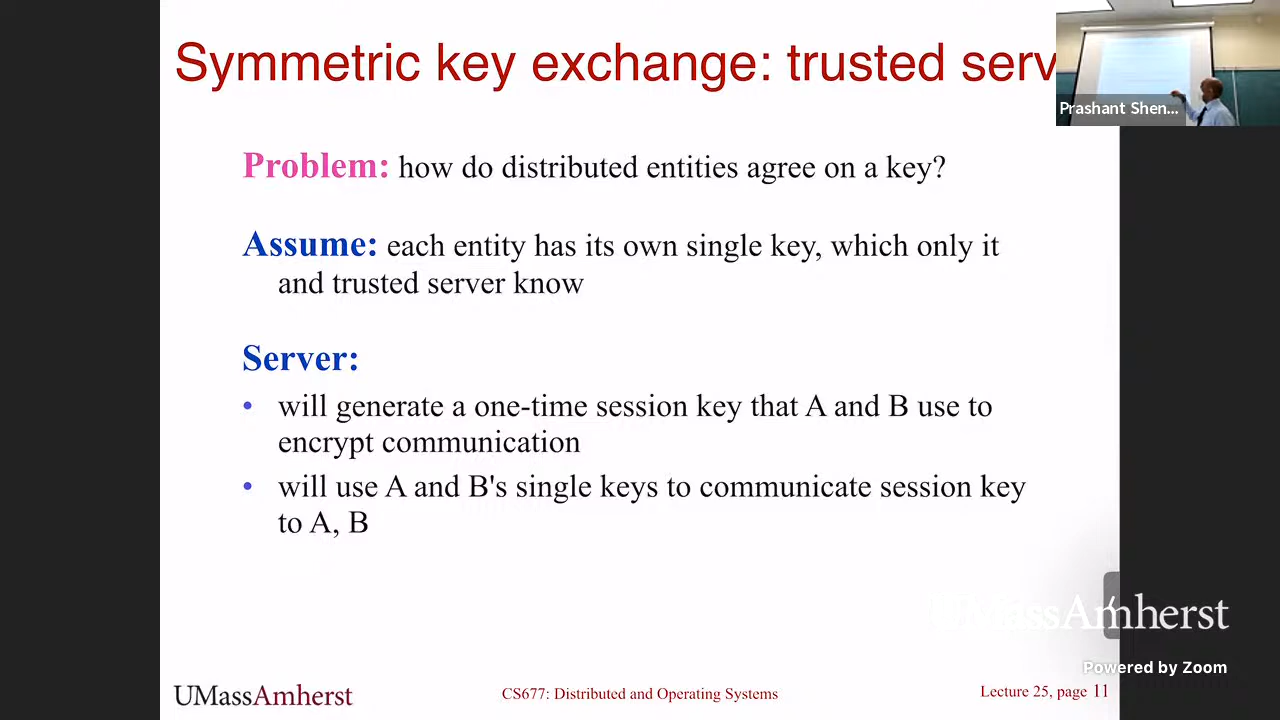 Symmetric key exchange: trusted serv
Prashant Shen...
Problem: how do distributed entities agree on a key?
Assume: each entity has its own single key, which only it
and trusted server know
Server:
• will generate a one-time session key that A and B use to
encrypt communication
• will use A and B's single keys to communicate session key
to A, B
UMassAmherst
Powered by Zoom
UMassAmherst
CS677: Distributed and Operating Systems
Lecture 25, page 11